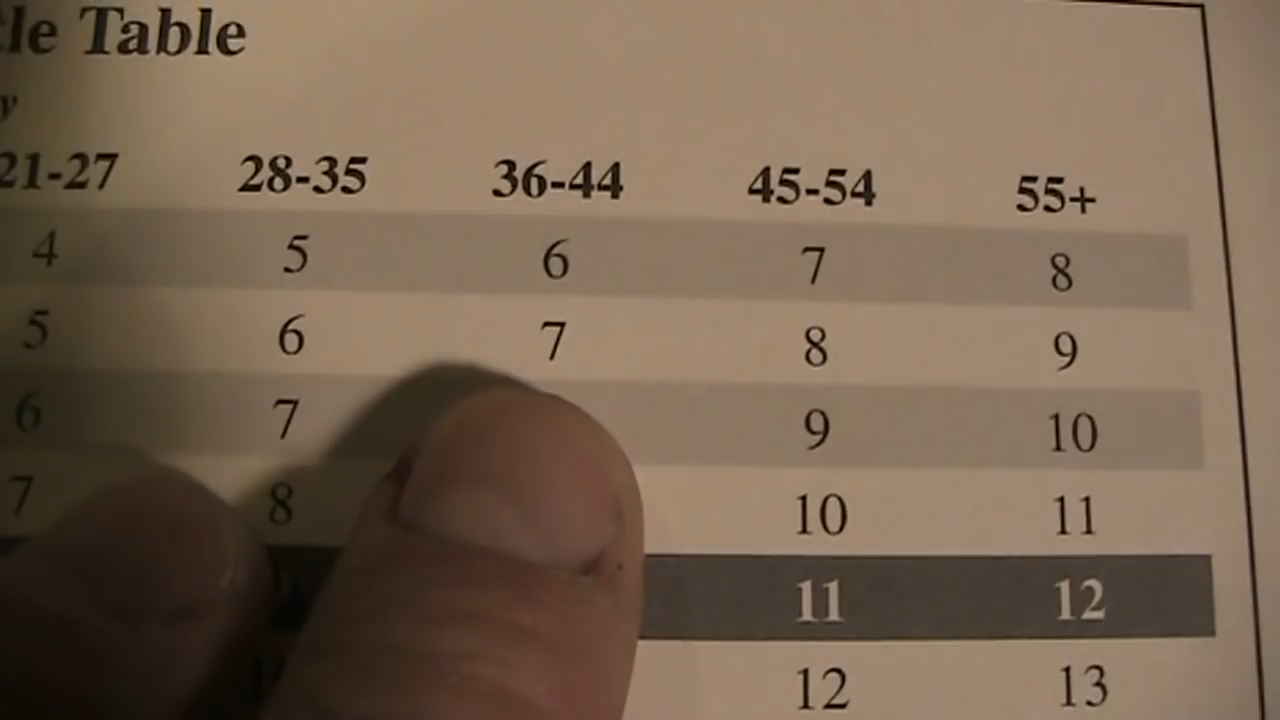 le Table
y
21-27 28-35 36-44 45-54 55+
4 5 6 7 8
5 6 7 8 9
6 7 9 10
7 8 10 11
11 12
12 13